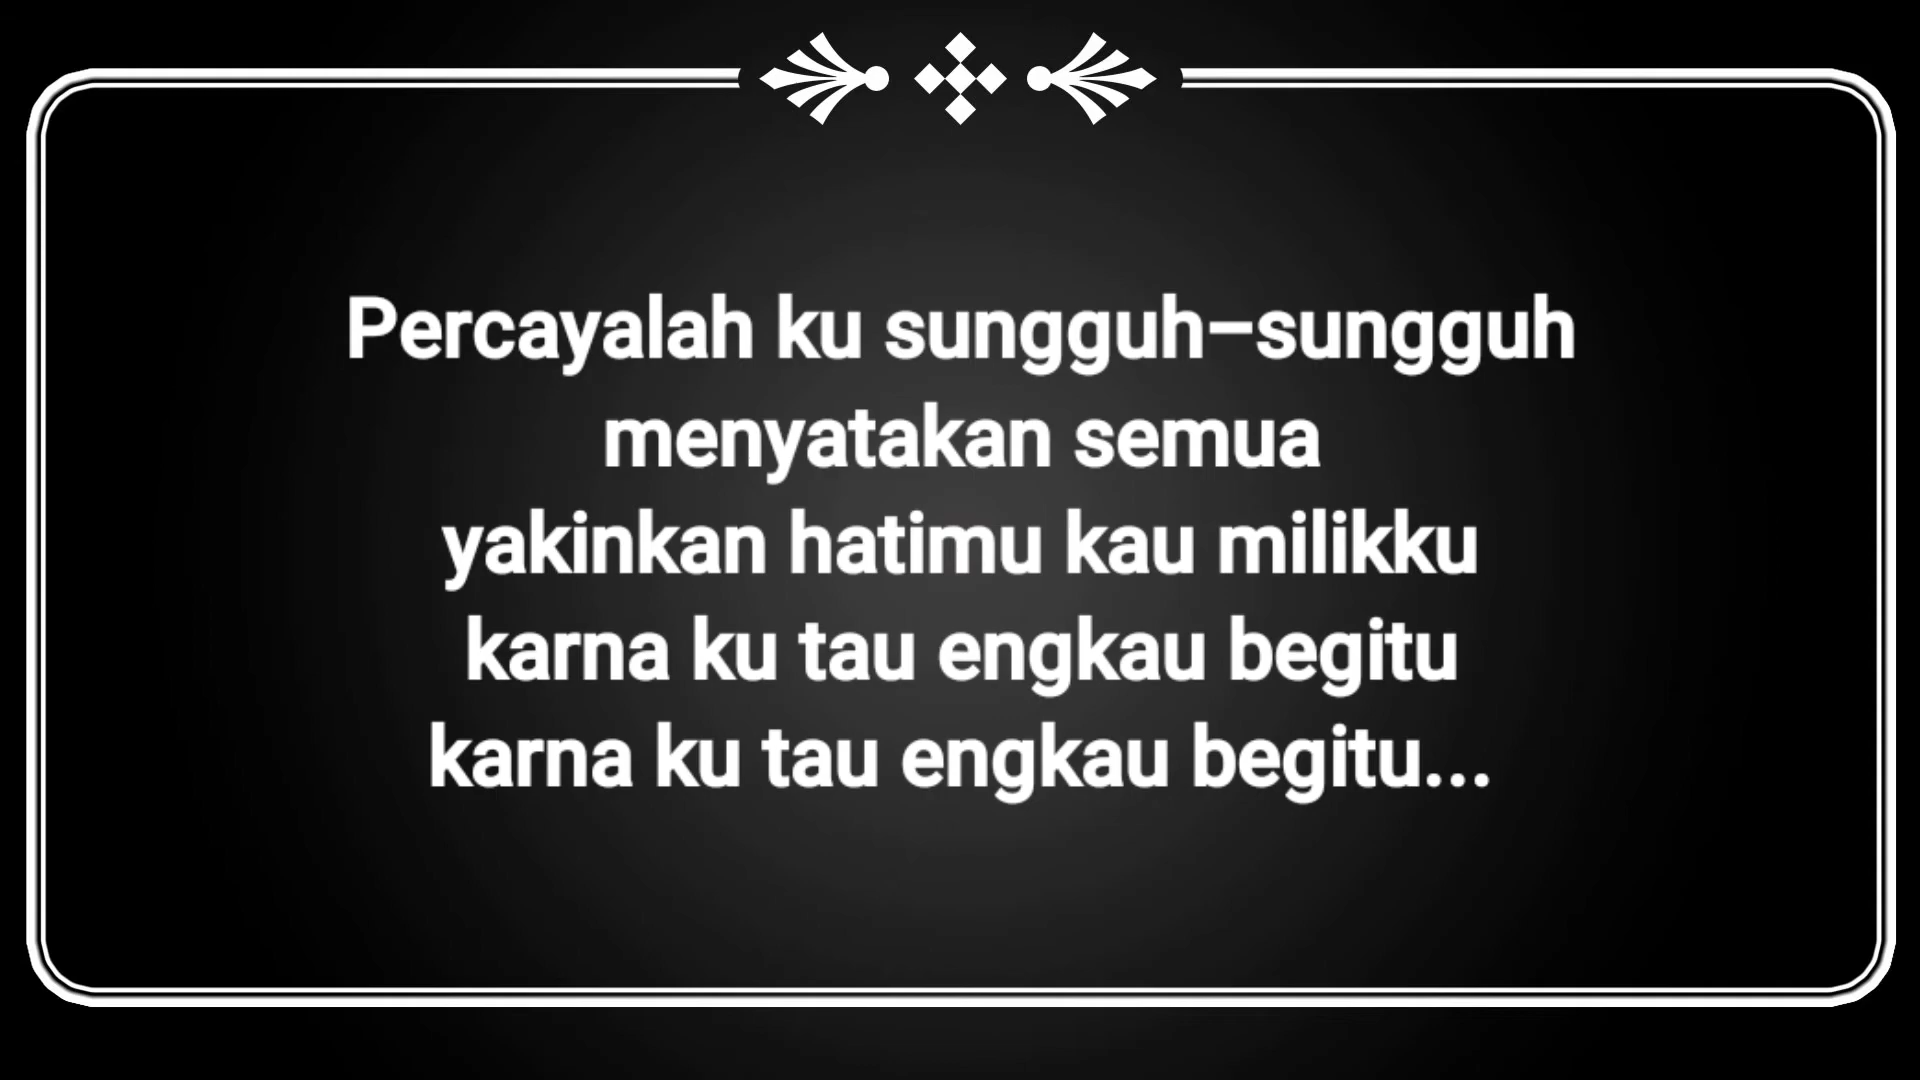 Percayalah ku sungguh–sungguh
menyatakan semua
yakinkan hatimu kau milikku
karna ku tau engkau begitu
karna ku tau engkau begitu...